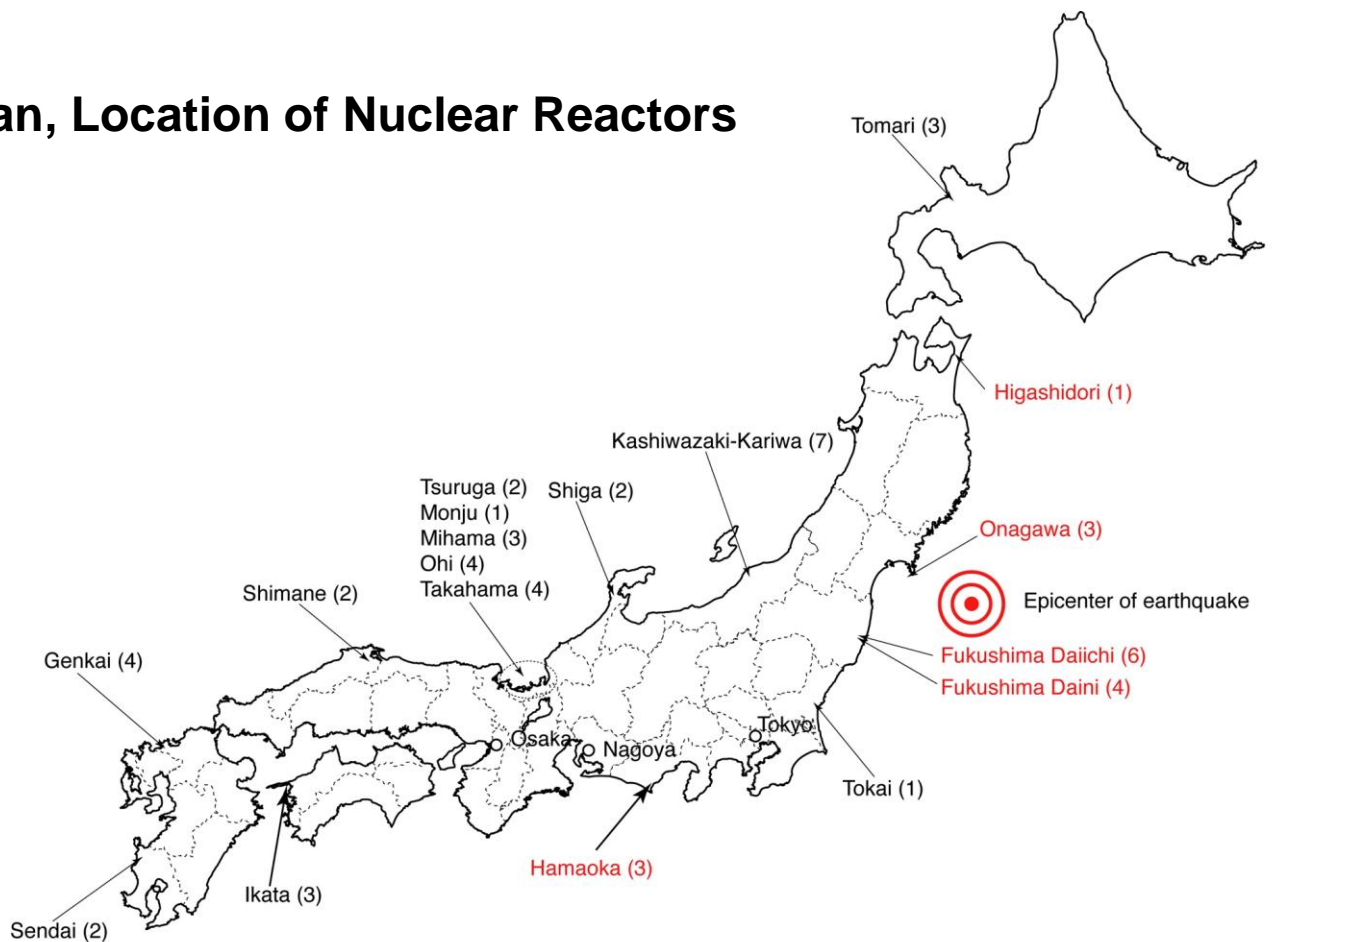 an, Location of Nuclear Reactors
Tomari (3)
Higashidori (1)
Kashiwazaki-Kariwa (7)
Tsuruga (2)
Monju (1)
Mihama (3)
Ohi (4)
Takahama (4)
Shiga (2)
Onagawa (3)
Shimane (2)
Epicenter of earthquake
Genkai (4)
Fukushima Daiichi (6)
Fukushima Daini (4)
Tokyo
Osaka
Nagoya
Tokai (1)
Hamaoka (3)
Ikata (3)
Sendai (2)